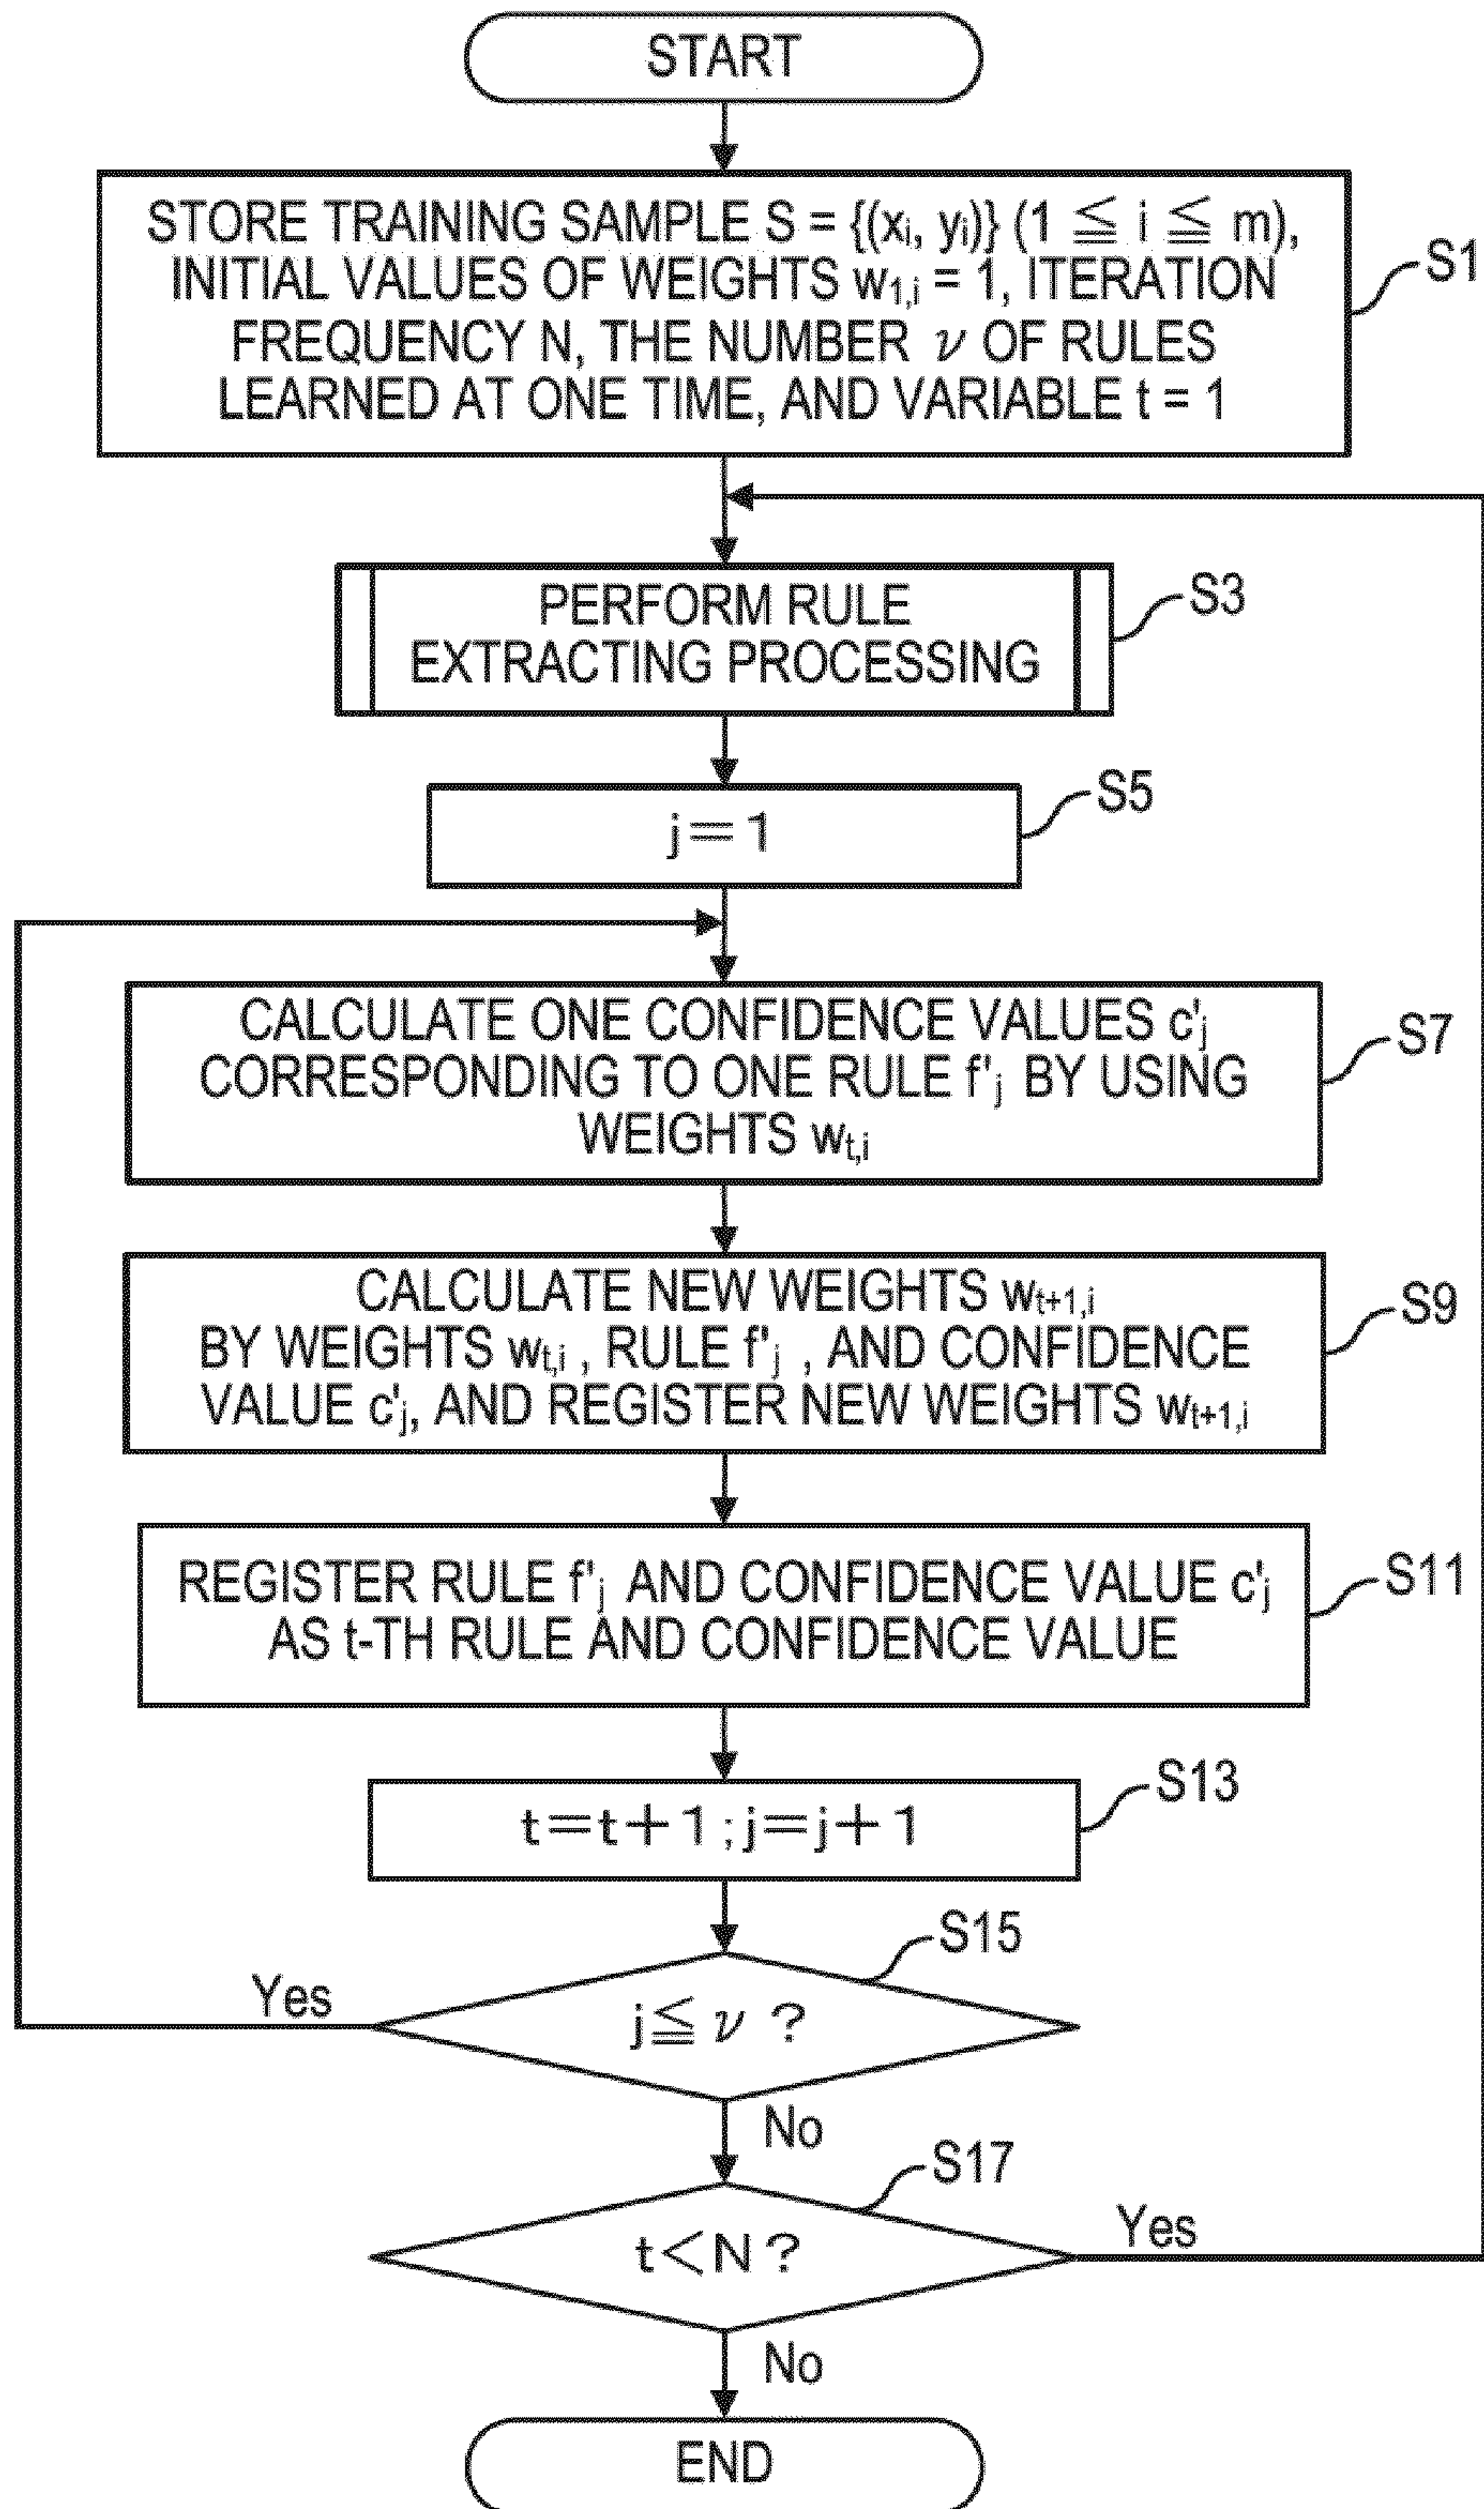 START
STORE TRAINING SAMPLE S = {(xi, yi)} (1 ≦ i ≦ m),
INITIAL VALUES OF WEIGHTS w1,i = 1, ITERATION
FREQUENCY N, THE NUMBER ν OF RULES
LEARNED AT ONE TIME, AND VARIABLE t = 1
S1
PERFORM RULE
EXTRACTING PROCESSING
S3
j=1
S5
CALCULATE ONE CONFIDENCE VALUES c'j
CORRESPONDING TO ONE RULE f'j BY USING
WEIGHTS wt,i
S7
CALCULATE NEW WEIGHTS wt+1,i
BY WEIGHTS wt,i , RULE f'j , AND CONFIDENCE
VALUE c'j, AND REGISTER NEW WEIGHTS wt+1,i
S9
REGISTER RULE f'j AND CONFIDENCE VALUE c'j
AS t-TH RULE AND CONFIDENCE VALUE
S11
t=t+1;j=j+1
S13
S15
Yes
j≦ν ?
No
S17
t<N?
Yes
No
END